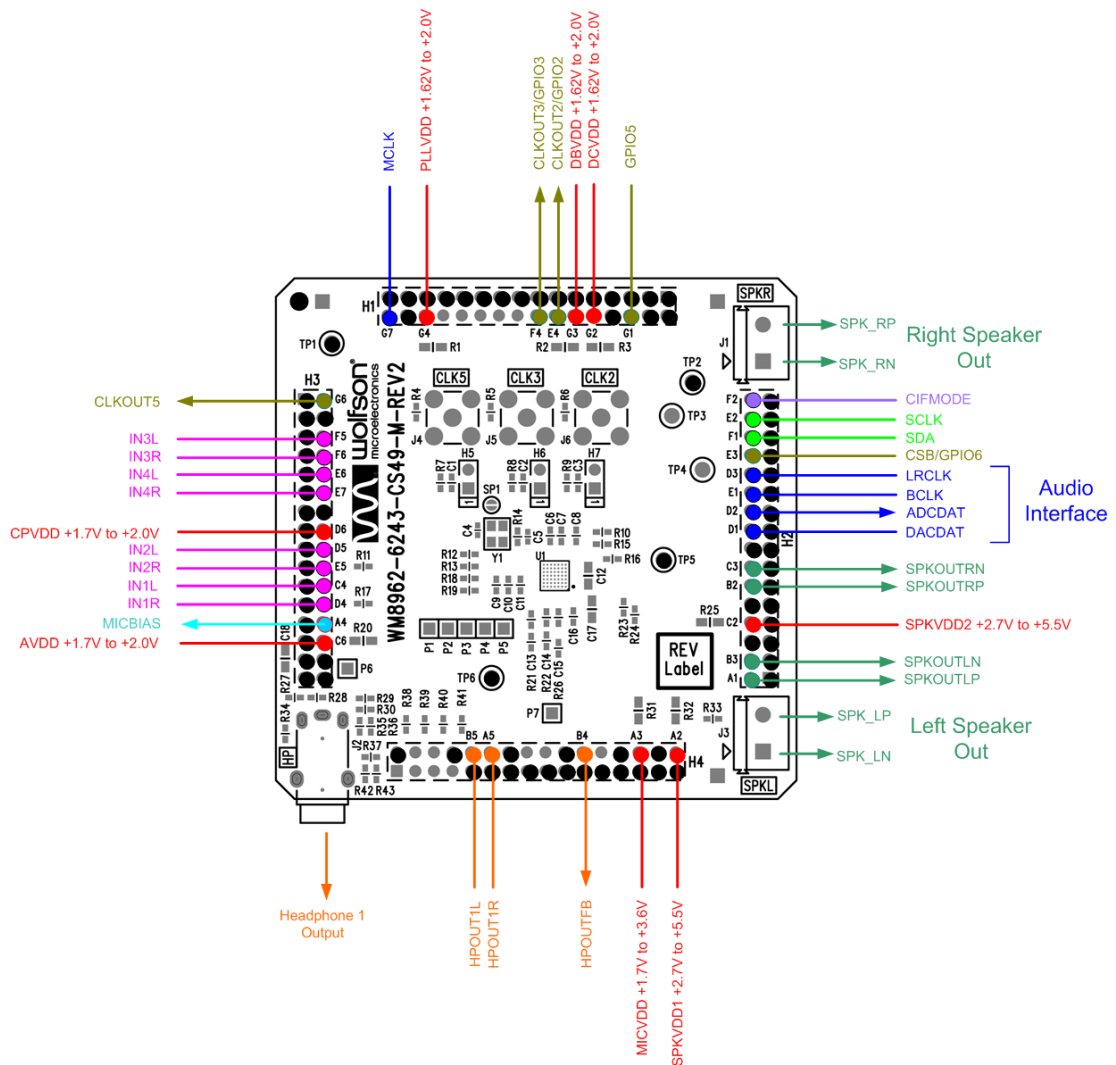 MCLK
PLLVDD +1.62V to +2.0V
CLKOUT3/GPIO3
CLKOUT2/GPIO2
DBVDD +1.62V to +2.0V
DCVDD +1.62V to +2.0V
GPIO5
H1
G7
G4
F4
E4
G3
G2
G1
SPKR
J1
SPK_RP
SPK_RN
Right Speaker
Out
TP1
R1
R2
R3
TP2
TP3
TP4
TP5
TP6
wolfson
microelectronics
WM8962-6243-CS49-M-REV2
CLK5
CLK3
CLK2
R4
R5
R6
J4
J5
J6
H5
H6
H7
R7
C1
R8
C2
R9
C3
1
1
1
SP1
C4
R14
C5
C6
C7
C8
R10
R15
R16
Y1
U1
R12
R13
R18
R19
C9
C10
C11
C12
C17
C16
R23
R24
R25
C13
C14
C15
R21
R22
R26
P1
P2
P3
P4
P5
P6
P7
REV
Label
H3
G6
F5
F6
E6
E7
D6
D5
E5
C4
D4
A4
C6
R11
R17
R20
CLKOUT5
IN3L
IN3R
IN4L
IN4R
CPVDD +1.7V to +2.0V
IN2L
IN2R
IN1L
IN1R
MICBIAS
AVDD +1.7V to +2.0V
H2
F2
E2
F1
E3
D3
E1
D2
D1
C3
B2
C2
B3
A1
CIFMODE
SCLK
SDA
CSB/GPIO6
LRCLK
BCLK
ADCDAT
DACDAT
Audio
Interface
SPKOUTRN
SPKOUTRP
SPKVDD2 +2.7V to +5.5V
SPKOUTLN
SPKOUTLP
C18
R27
R28
R34
R29
R30
R35
R36
R37
R38
R39
R40
R41
R42
R43
J2
HP
R31
R32
R33
J3
SPKL
SPK_LP
SPK_LN
Left Speaker
Out
H4
B5
A5
B4
A3
A2
Headphone 1
Output
HPOUT1L
HPOUT1R
HPOUTFB
MICVDD +1.7V to +3.6V
SPKVDD1 +2.7V to +5.5V